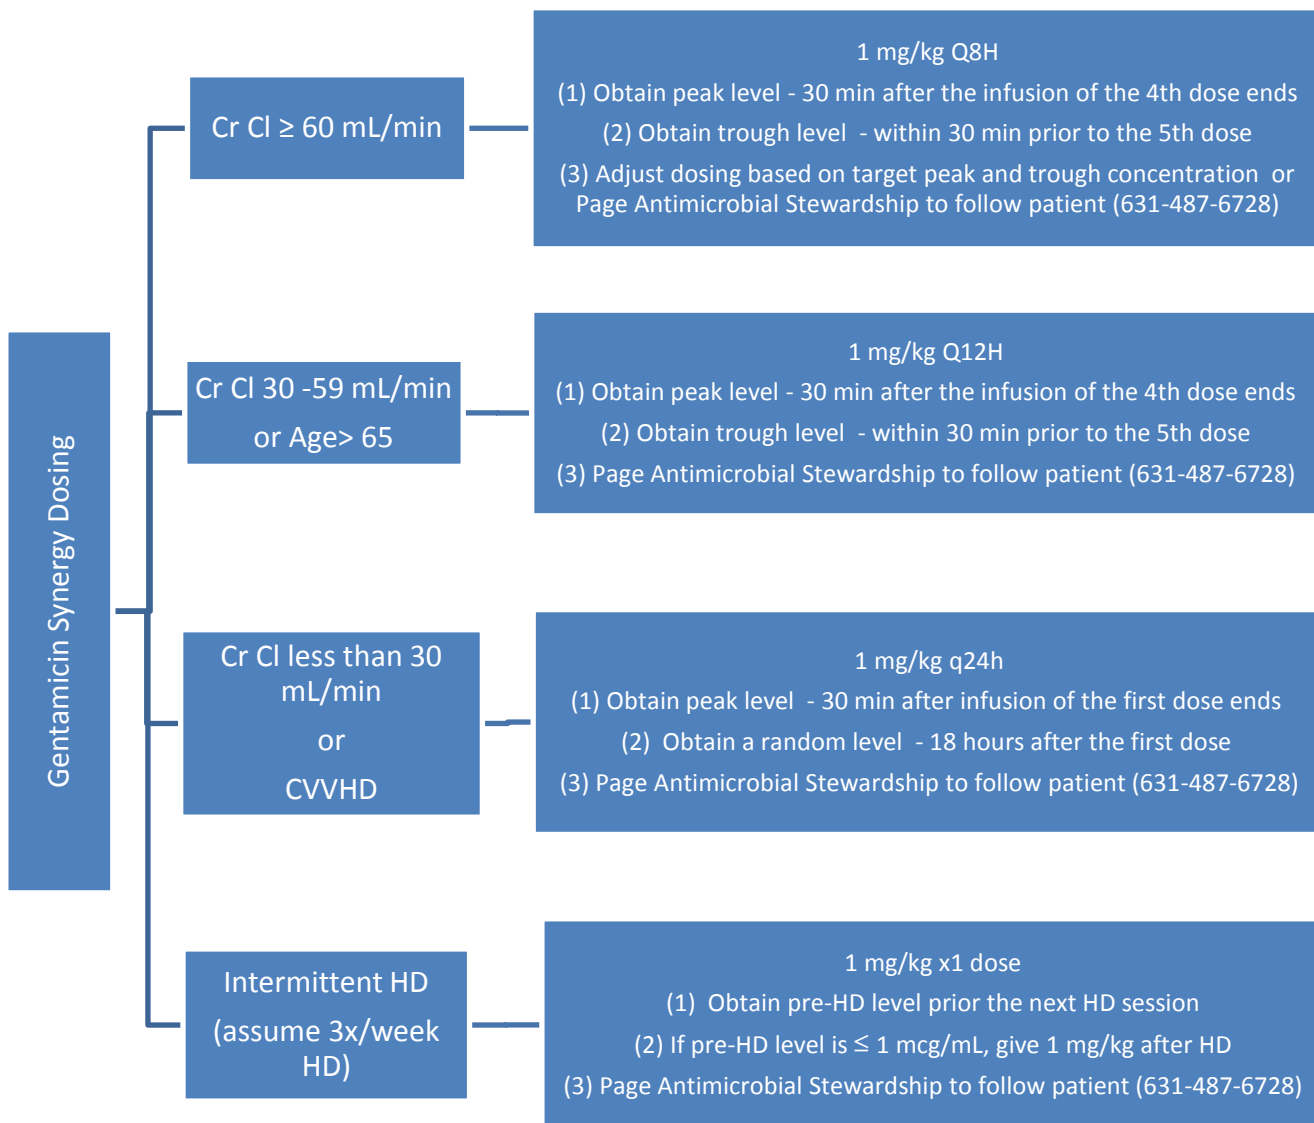 Gentamicin Synergy Dosing
Cr Cl ≥ 60 mL/min
1 mg/kg Q8H
(1) Obtain peak level - 30 min after the infusion of the 4th dose ends
(2) Obtain trough level - within 30 min prior to the 5th dose
(3) Adjust dosing based on target peak and trough concentration or
Page Antimicrobial Stewardship to follow patient (631-487-6728)
Cr Cl 30 -59 mL/min
or Age> 65
1 mg/kg Q12H
(1) Obtain peak level - 30 min after the infusion of the 4th dose ends
(2) Obtain trough level - within 30 min prior to the 5th dose
(3) Page Antimicrobial Stewardship to follow patient (631-487-6728)
Cr Cl less than 30
mL/min
or
CVVHD
1 mg/kg q24h
(1) Obtain peak level - 30 min after infusion of the first dose ends
(2) Obtain a random level - 18 hours after the first dose
(3) Page Antimicrobial Stewardship to follow patient (631-487-6728)
Intermittent HD
(assume 3x/week
HD)
1 mg/kg x1 dose
(1) Obtain pre-HD level prior the next HD session
(2) If pre-HD level is ≤ 1 mcg/mL, give 1 mg/kg after HD
(3) Page Antimicrobial Stewardship to follow patient (631-487-6728)